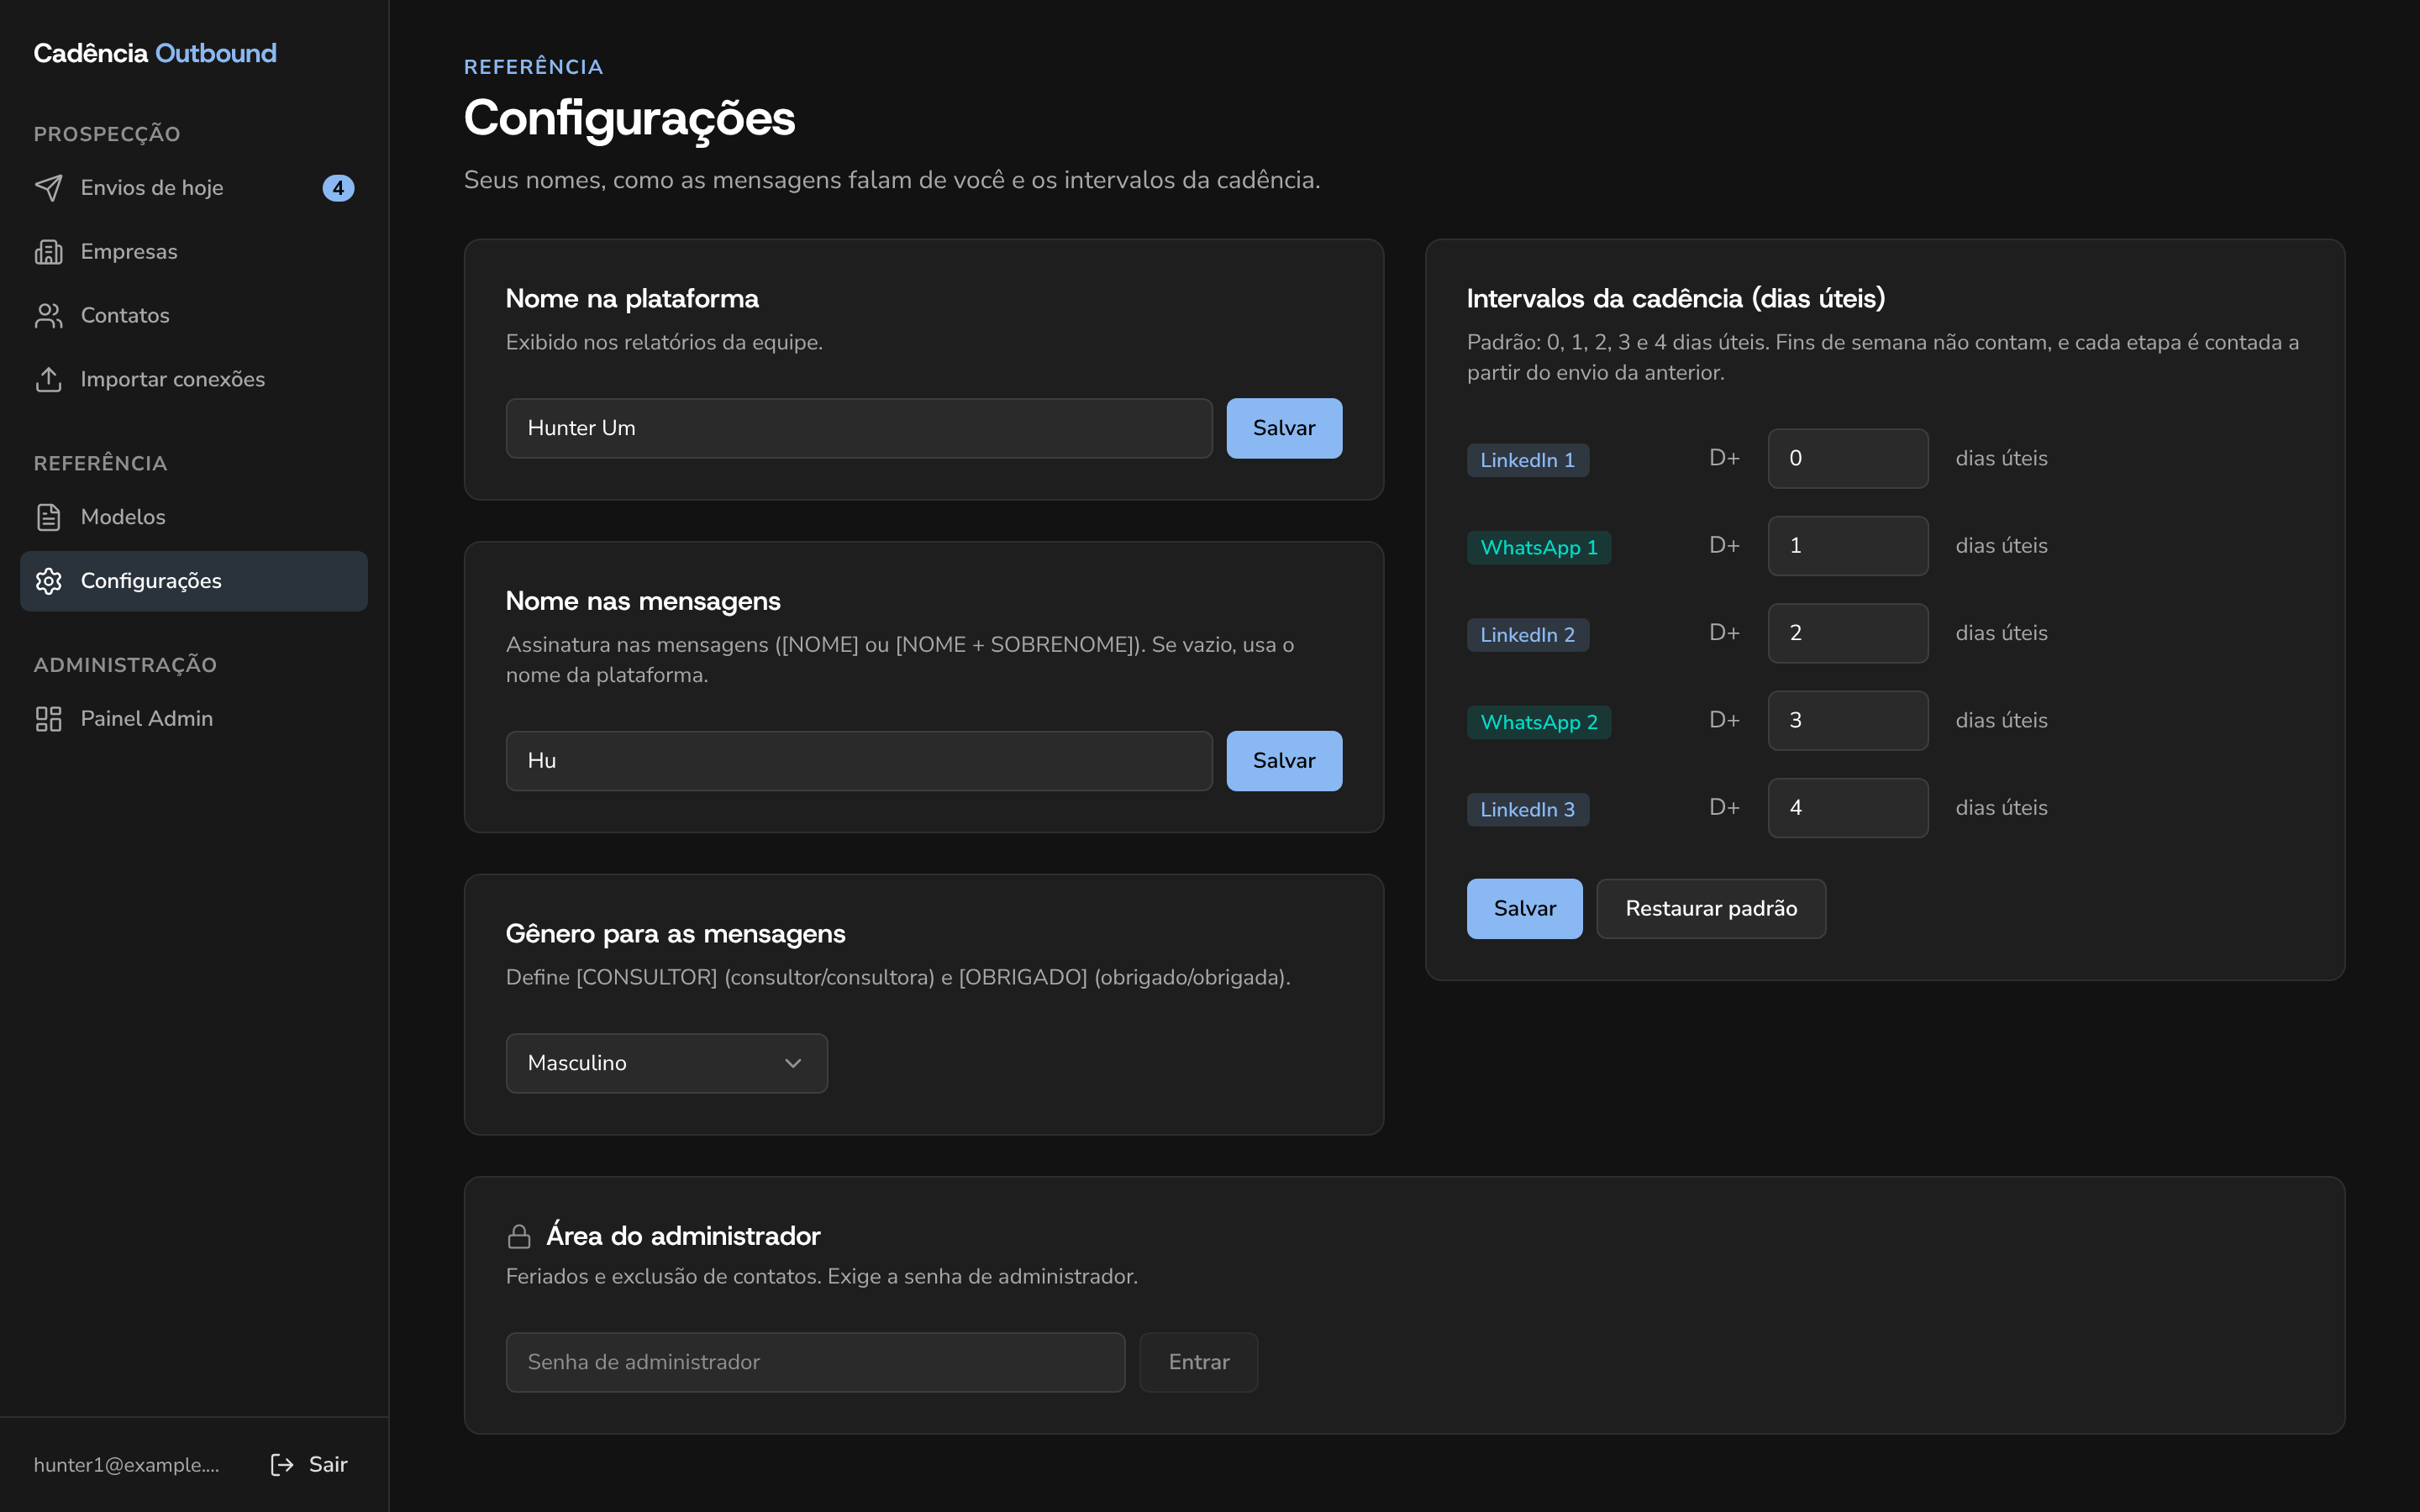 Cadência Outbound
PROSPECÇÃO
Envios de hoje 4
Empresas
Contatos
Importar conexões
REFERÊNCIA
Modelos
Configurações
ADMINISTRAÇÃO
Painel Admin
hunter1@example....
Sair
REFERÊNCIA
Configurações
Seus nomes, como as mensagens falam de você e os intervalos da cadência.
Nome na plataforma
Exibido nos relatórios da equipe.
Hunter Um
Salvar
Nome nas mensagens
Assinatura nas mensagens ([NOME] ou [NOME + SOBRENOME]). Se vazio, usa o
nome da plataforma.
Hu
Salvar
Gênero para as mensagens
Define [CONSULTOR] (consultor/consultora) e [OBRIGADO] (obrigado/obrigada).
Masculino
Intervalos da cadência (dias úteis)
Padrão: 0, 1, 2, 3 e 4 dias úteis. Fins de semana não contam, e cada etapa é contada a
partir do envio da anterior.
LinkedIn 1 D+ 0 dias úteis
WhatsApp 1 D+ 1 dias úteis
LinkedIn 2 D+ 2 dias úteis
WhatsApp 2 D+ 3 dias úteis
LinkedIn 3 D+ 4 dias úteis
Salvar Restaurar padrão
Área do administrador
Feriados e exclusão de contatos. Exige a senha de administrador.
Senha de administrador
Entrar